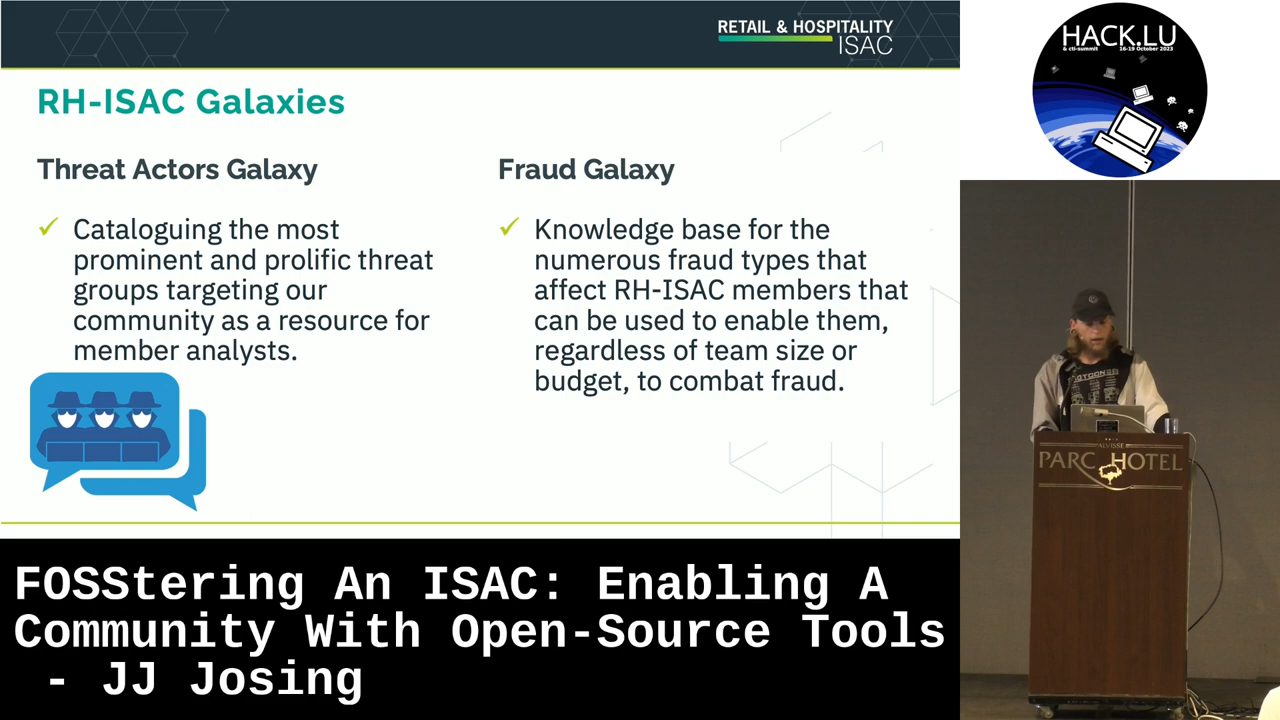 RETAIL & HOSPITALITY
ISAC
HACK.LU
& cti-summit 16-19 October 2023
RH-ISAC Galaxies
Threat Actors Galaxy
Cataloguing the most
prominent and prolific threat
groups targeting our
community as a resource for
member analysts.
Fraud Galaxy
Knowledge base for the
numerous fraud types that
affect RH-ISAC members that
can be used to enable them,
regardless of team size or
budget, to combat fraud.
ALVISSE
PARC HOTEL
FOSStering An ISAC: Enabling A
Community With Open-Source Tools
- JJ Josing